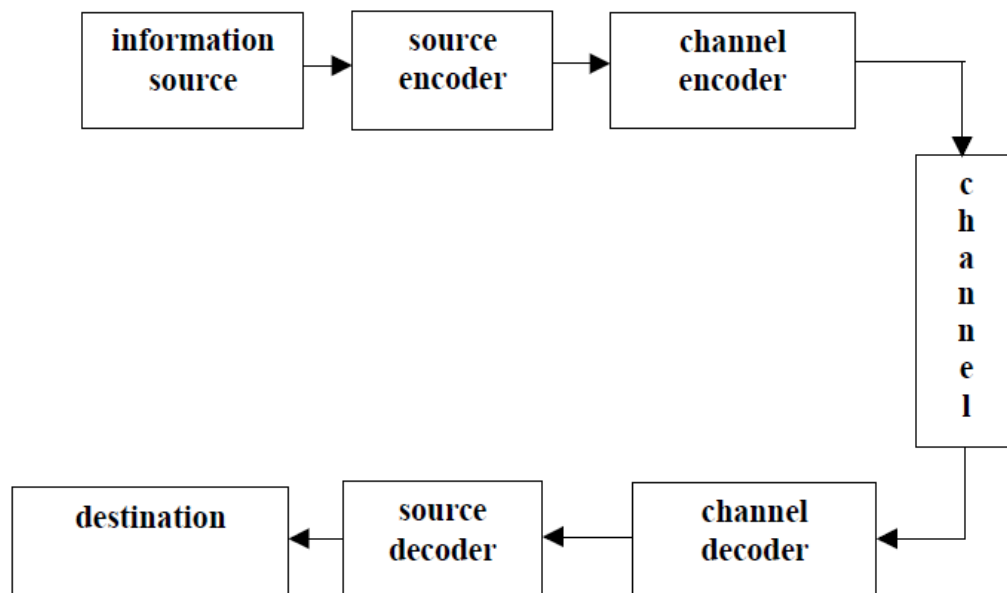 information
source
source
encoder
channel
encoder
c
h
a
n
n
e
l
destination
source
decoder
channel
decoder